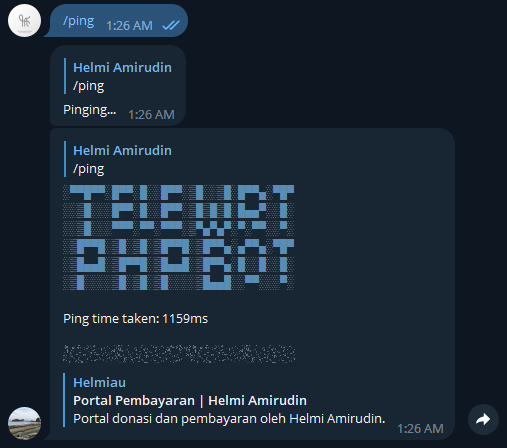 /ping
1:26 AM
Helmi Amirudin
/ping
Pinging...
1:26 AM
Helmi Amirudin
/ping
TELEWRT
PHPBOT
Ping time taken: 1159ms
Helmiau
Portal Pembayaran | Helmi Amirudin
Portal donasi dan pembayaran oleh Helmi Amirudin.
1:26 AM